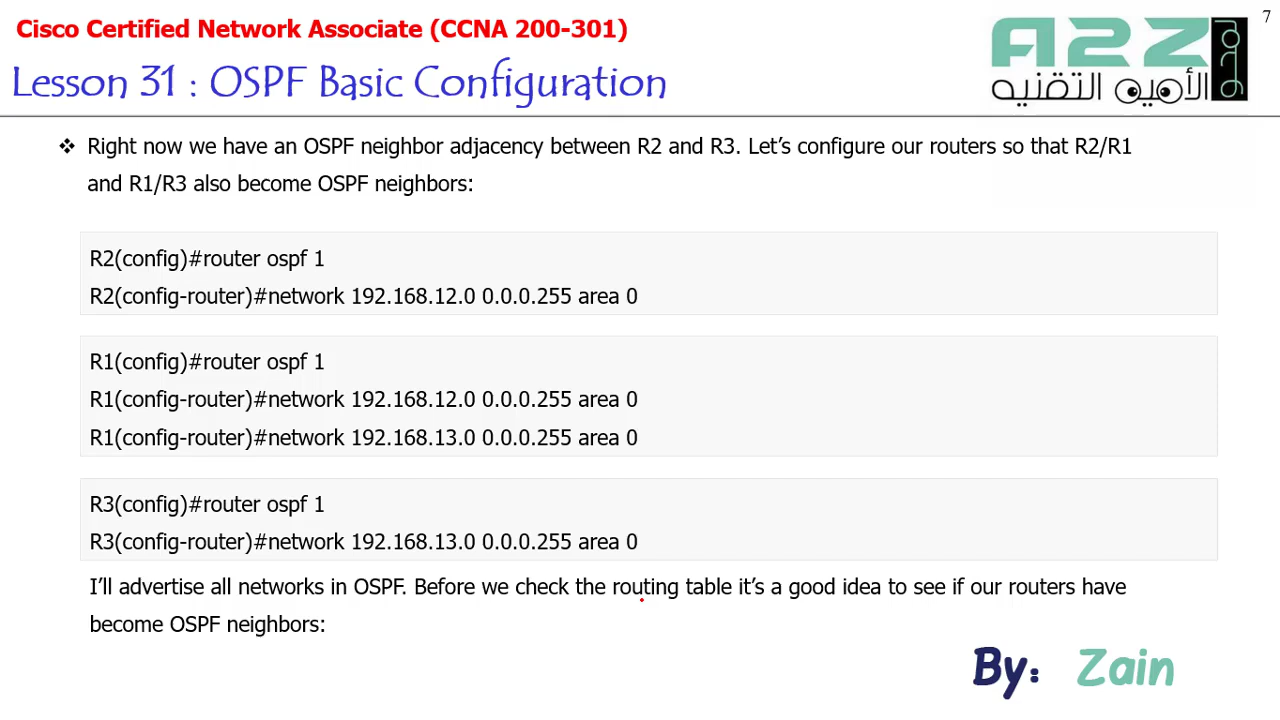 7
Cisco Certified Network Associate (CCNA 200-301)
Lesson 31 : OSPF Basic Configuration
A2Z
الأميم التقنيه
❖ Right now we have an OSPF neighbor adjacency between R2 and R3. Let’s configure our routers so that R2/R1
and R1/R3 also become OSPF neighbors:
R2(config)#router ospf 1
R2(config-router)#network 192.168.12.0 0.0.0.255 area 0
R1(config)#router ospf 1
R1(config-router)#network 192.168.12.0 0.0.0.255 area 0
R1(config-router)#network 192.168.13.0 0.0.0.255 area 0
R3(config)#router ospf 1
R3(config-router)#network 192.168.13.0 0.0.0.255 area 0
I’ll advertise all networks in OSPF. Before we check the routing table it’s a good idea to see if our routers have
become OSPF neighbors:
By: Zain